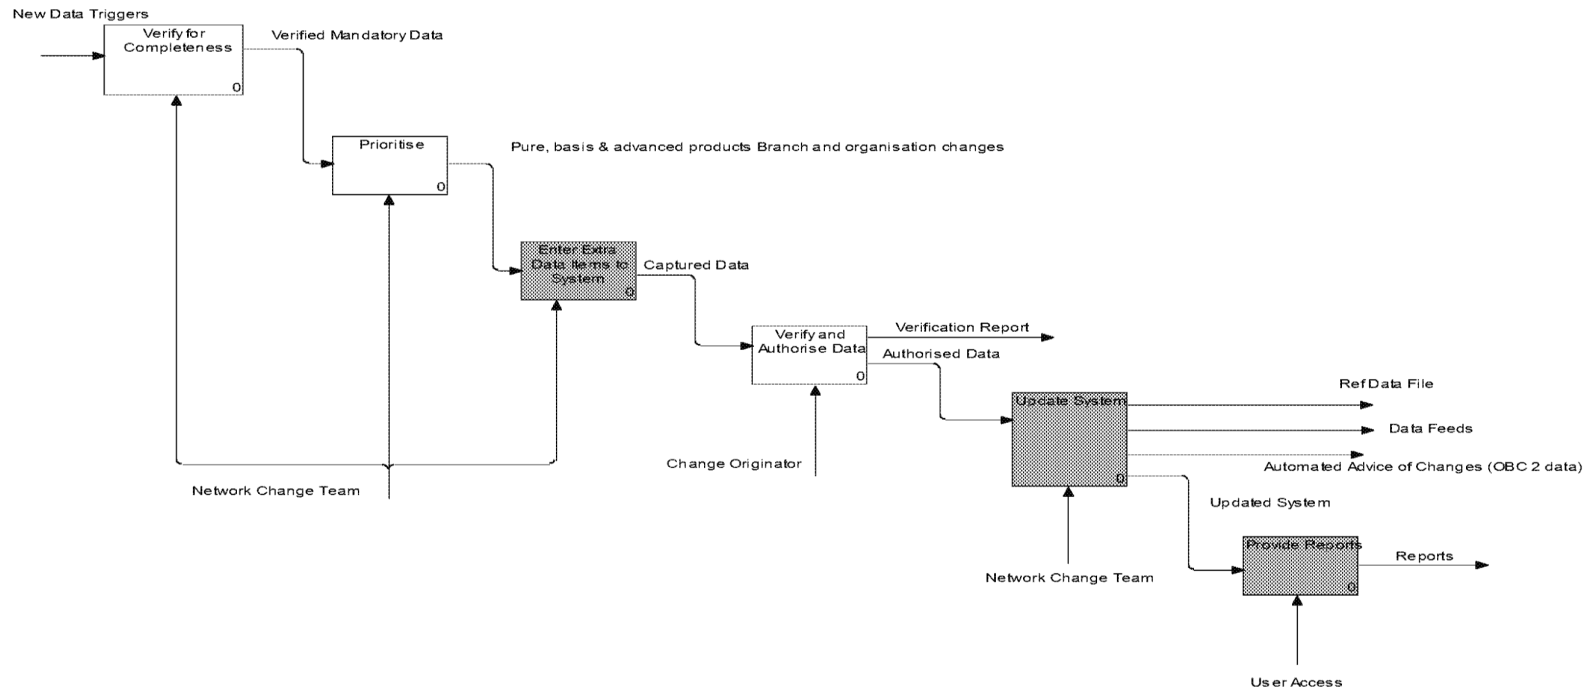 New Data Triggers
Verify for
Completeness
0
Verified Mandatory Data
Prioritise
0
Pure, basis & advanced products Branch and organisation changes
Enter Extra
Data Items to
System
0
Captured Data
Verify and
Authorise Data
0
Verification Report
Authorised Data
Update System
0
Ref Data File
Data Feeds
Automated Advice of Changes (OBC 2 data)
Change Originator
Network Change Team
Updated System
Provide Reports
0
Reports
Network Change Team
User Access